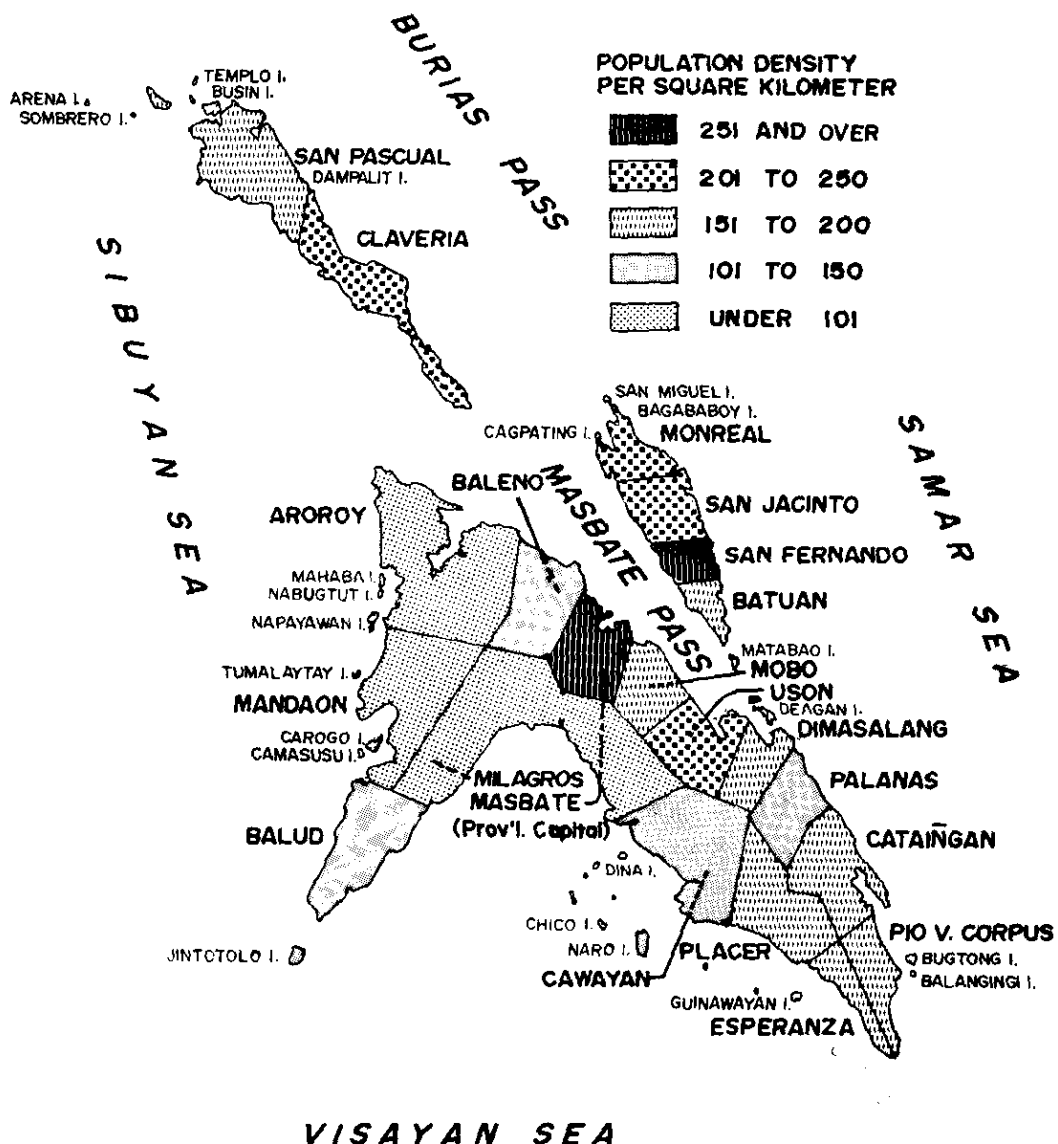 BURIAS PASS
POPULATION DENSITY
PER SQUARE KILOMETER
251 AND OVER
201 TO 250
151 TO 200
101 TO 150
UNDER 101
TEMPLO I.
BUSIN I.
ARENA I.
SOMBRERO I.
SAN PASCUAL
DAMPALIT I.
CLAVERIA
SIBUYAN SEA
SAN MIGUEL I.
BAGABABOY I.
MONREAL
CAGPATING I.
SAMAR SEA
MASBATE PASS
BALENO
AROROY
SAN JACINTO
SAN FERNANDO
BATUAN
MAHABA I.
NABUGTUT I.
NAPAYAWAN I.
MATABAO I.
MOBO
USON
DEAGAN I.
DIMASALANG
TUMALAYTAY I.
MANDAON
CAROGO I.
CAMASUSU I.
MILAGROS
MASBATE
(Prov'l. Capital)
PALANAS
BALUD
CATAIÑGAN
DINA I.
CHICO I.
NARO I.
PLACER
CAWAYAN
PIO V. CORPUS
BUGTONG I.
BALANGINGI I.
JINTOTOLO I.
GUINAWAYAN I.
ESPERANZA
VISAYAN SEA